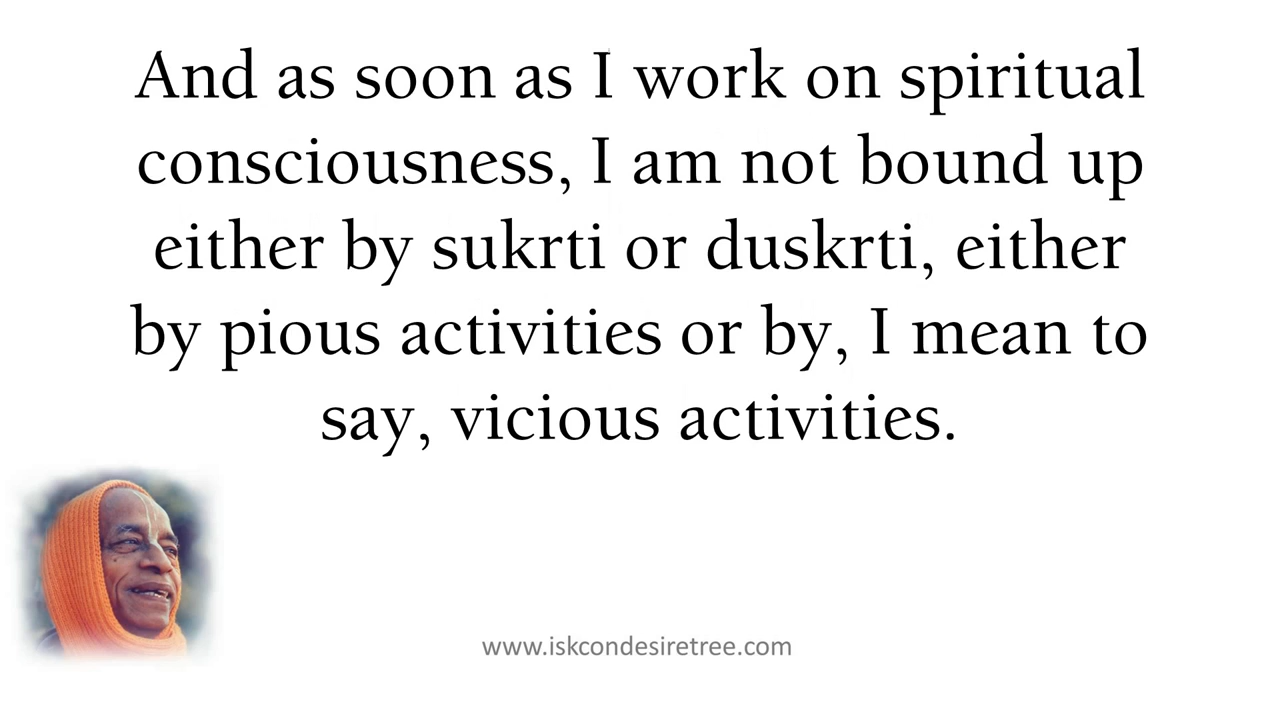 And as soon as I work on spiritual
consciousness, I am not bound up
either by sukrti or duskrti, either
by pious activities or by, I mean to
say, vicious activities.
www.iskcondesiretree.com